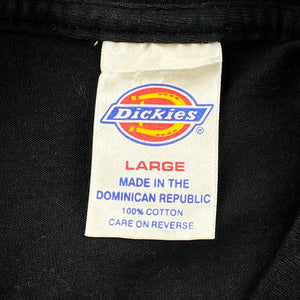 Dickies ®
LARGE
MADE IN THE
DOMINICAN REPUBLIC
100% COTTON
CARE ON REVERSE